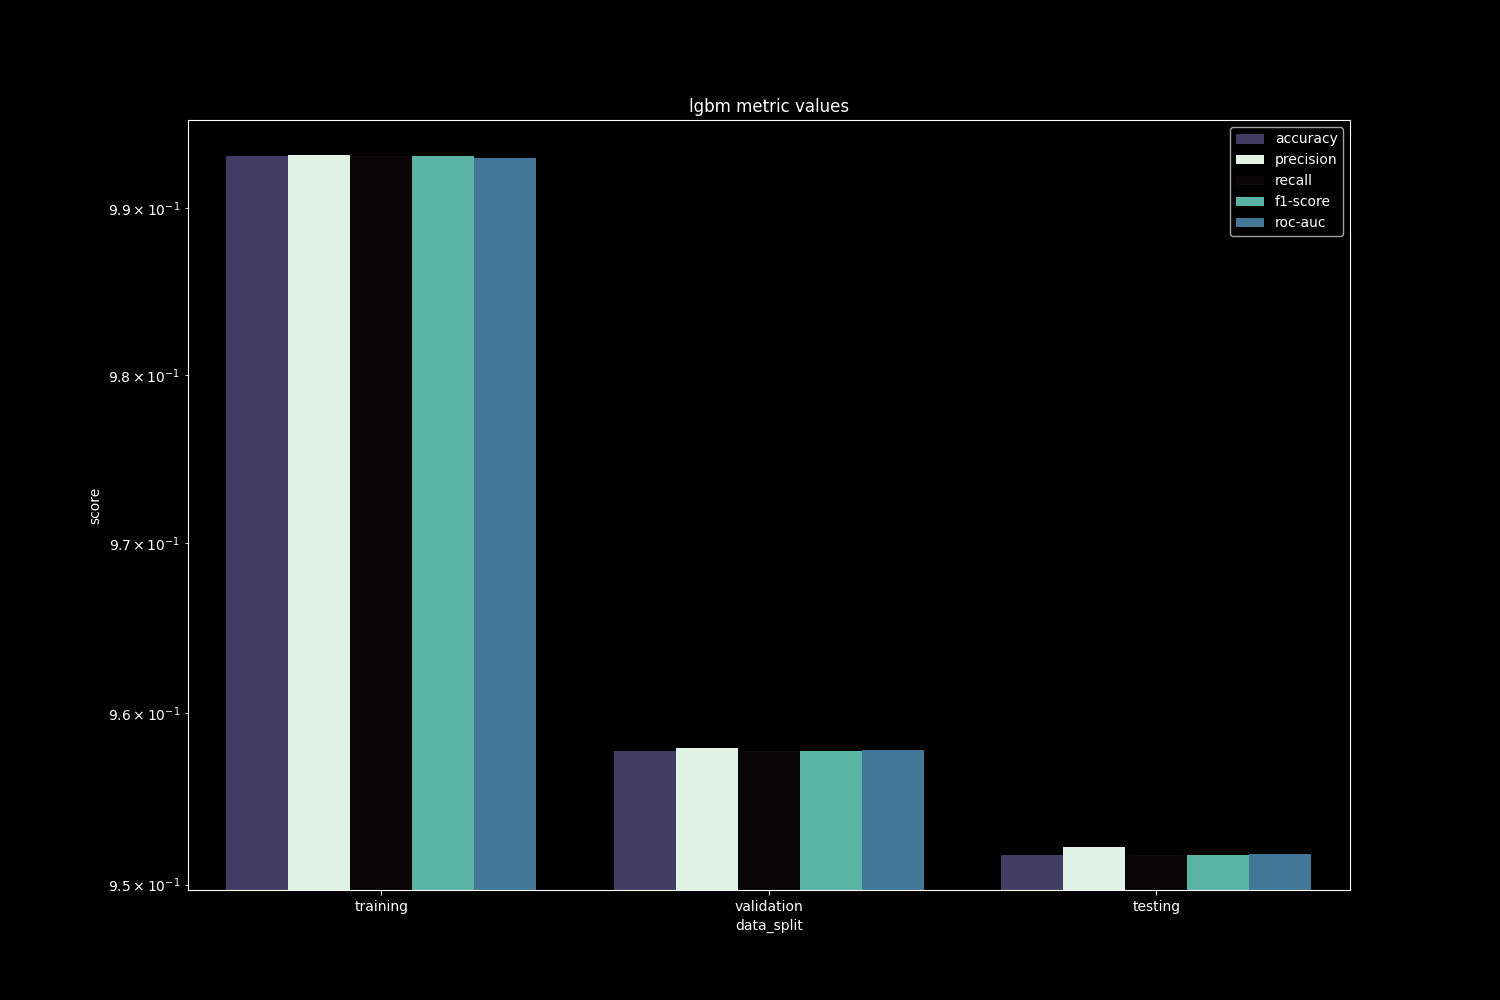 lgbm metric values
accuracy
precision
recall
f1-score
roc-auc
9.9 × 10⁻¹
9.8 × 10⁻¹
9.7 × 10⁻¹
9.6 × 10⁻¹
9.5 × 10⁻¹
score
training
validation
testing
data_split